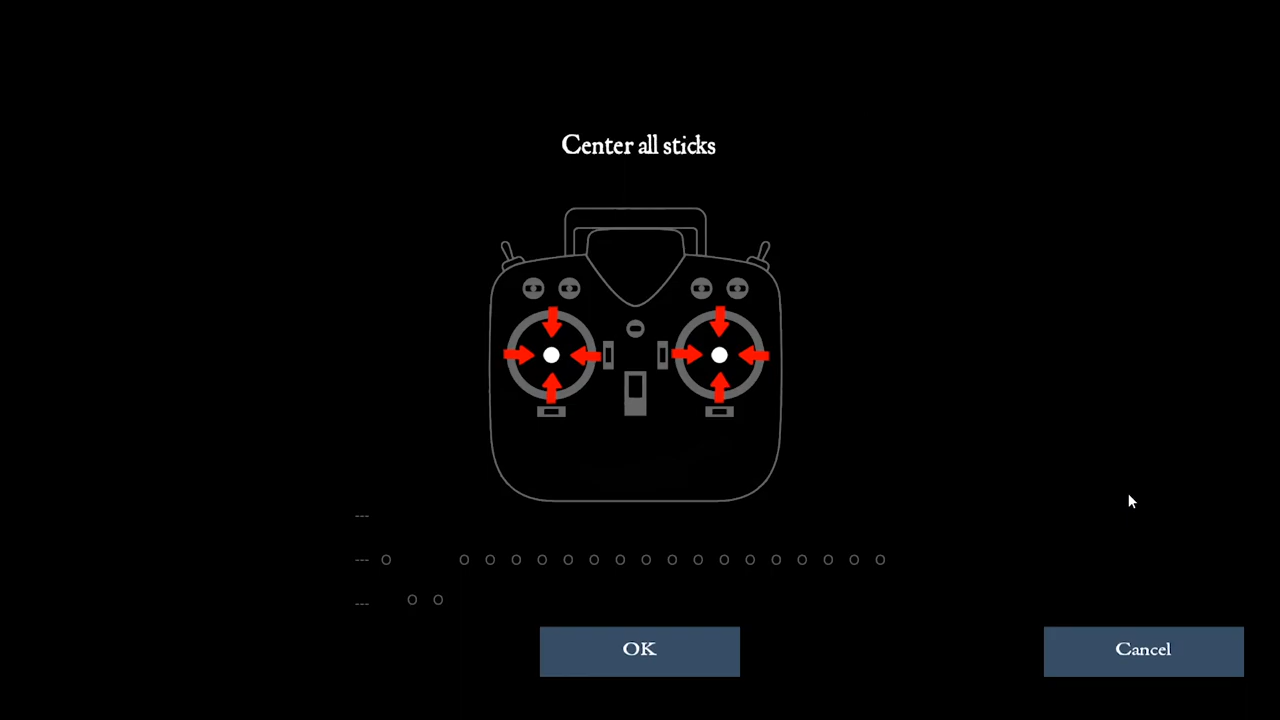 Center all sticks
---
--- o o o o o o o o o o o o o o o o o o
--- o o
OK
Cancel